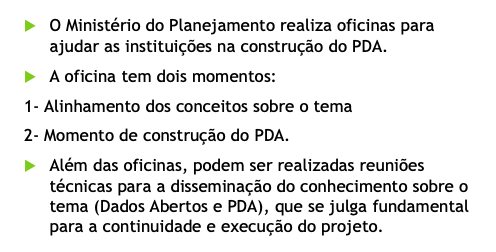 O Ministério do Planejamento realiza oficinas para
ajudar as instituições na construção do PDA.
A oficina tem dois momentos:
1- Alinhamento dos conceitos sobre o tema
2- Momento de construção do PDA.
Além das oficinas, podem ser realizadas reuniões
técnicas para a disseminação do conhecimento sobre o
tema (Dados Abertos e PDA), que se julga fundamental
para a continuidade e execução do projeto.